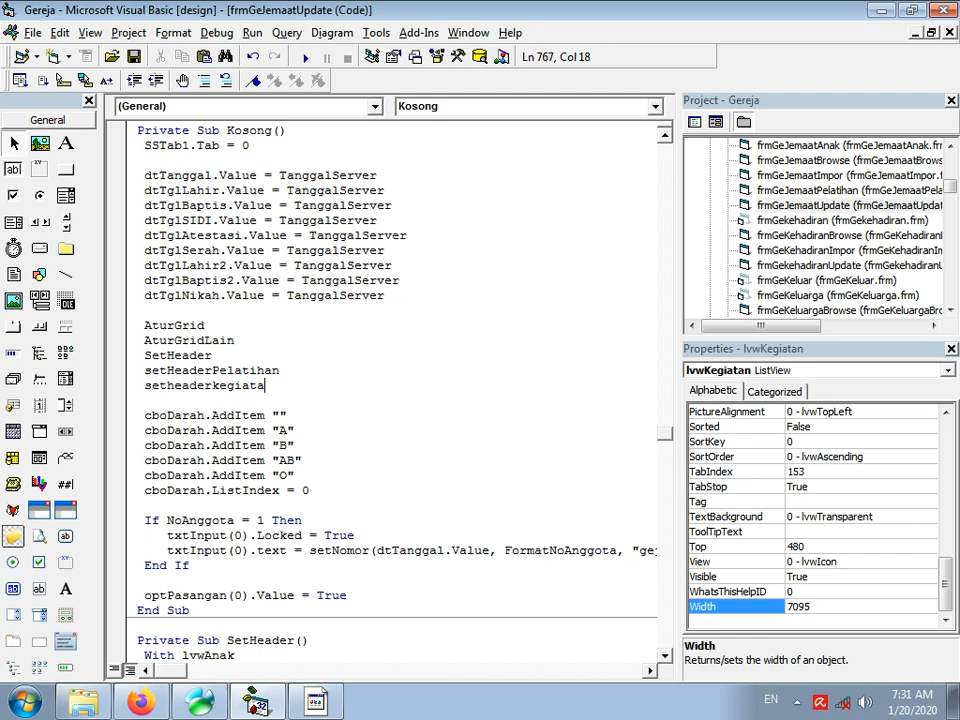 Gereja - Microsoft Visual Basic [design] - [frmGeJemaatUpdate (Code)]
File Edit View Project Format Debug Run Query Diagram Tools Add-Ins Window Help
Ln 767, Col 18
General
(General)
Kosong
Private Sub Kosong()
SSTab1.Tab = 0
dtTanggal.Value = TanggalServer
dtTglLahir.Value = TanggalServer
dtTglBaptis.Value = TanggalServer
dtTglSIDI.Value = TanggalServer
dtTglAtestasi.Value = TanggalServer
dtTglSerah.Value = TanggalServer
dtTglLahir2.Value = TanggalServer
dtTglBaptis2.Value = TanggalServer
dtTglNikah.Value = TanggalServer
AturGrid
AturGridLain
SetHeader
setHeaderPelatihan
setheaderkegiata
cboDarah.AddItem ""
cboDarah.AddItem "A"
cboDarah.AddItem "B"
cboDarah.AddItem "AB"
cboDarah.AddItem "O"
cboDarah.ListIndex = 0
If NoAnggota = 1 Then
txtInput(0).Locked = True
txtInput(0).text = setNomor(dtTanggal.Value, FormatNoAnggota, "ge
End If
optPasangan(0).Value = True
End Sub
Private Sub SetHeader()
With lvwAnak
Project - Gereja
frmGeJemaatAnak (frmGeJemaatAnak.fr
frmGeJemaatBrowse (frmGeJemaatBrows
frmGeJemaatImpor (frmGeJemaatImpor.f
frmGeJemaatPelatihan (frmGeJemaatPela
frmGeJemaatUpdate (frmGeJemaatUpdat
frmGekehadiran (frmGekehadiran.frm)
frmGeKehadiranBrowse (frmGeKehadiranB
frmGeKehadiranImpor (frmGeKehadiranIm
frmGekehadiranUpdate (frmGekehadiranU
frmGeKeluar (frmGeKeluar.frm)
frmGeKeluarga (frmGeKeluarga.frm)
frmGeKeluargaBrowse (frmGeKeluargaBr
Properties - lvwKegiatan
lvwKegiatan ListView
Alphabetic Categorized
PictureAlignment 0 - lvwTopLeft
Sorted False
SortKey 0
SortOrder 0 - lvwAscending
TabIndex 153
TabStop True
Tag
TextBackground 0 - lvwTransparent
ToolTipText
Top 480
View 0 - lvwIcon
Visible True
WhatsThisHelpID 0
Width 7095
Width
Returns/sets the width of an object.
EN
7:31 AM
1/20/2020